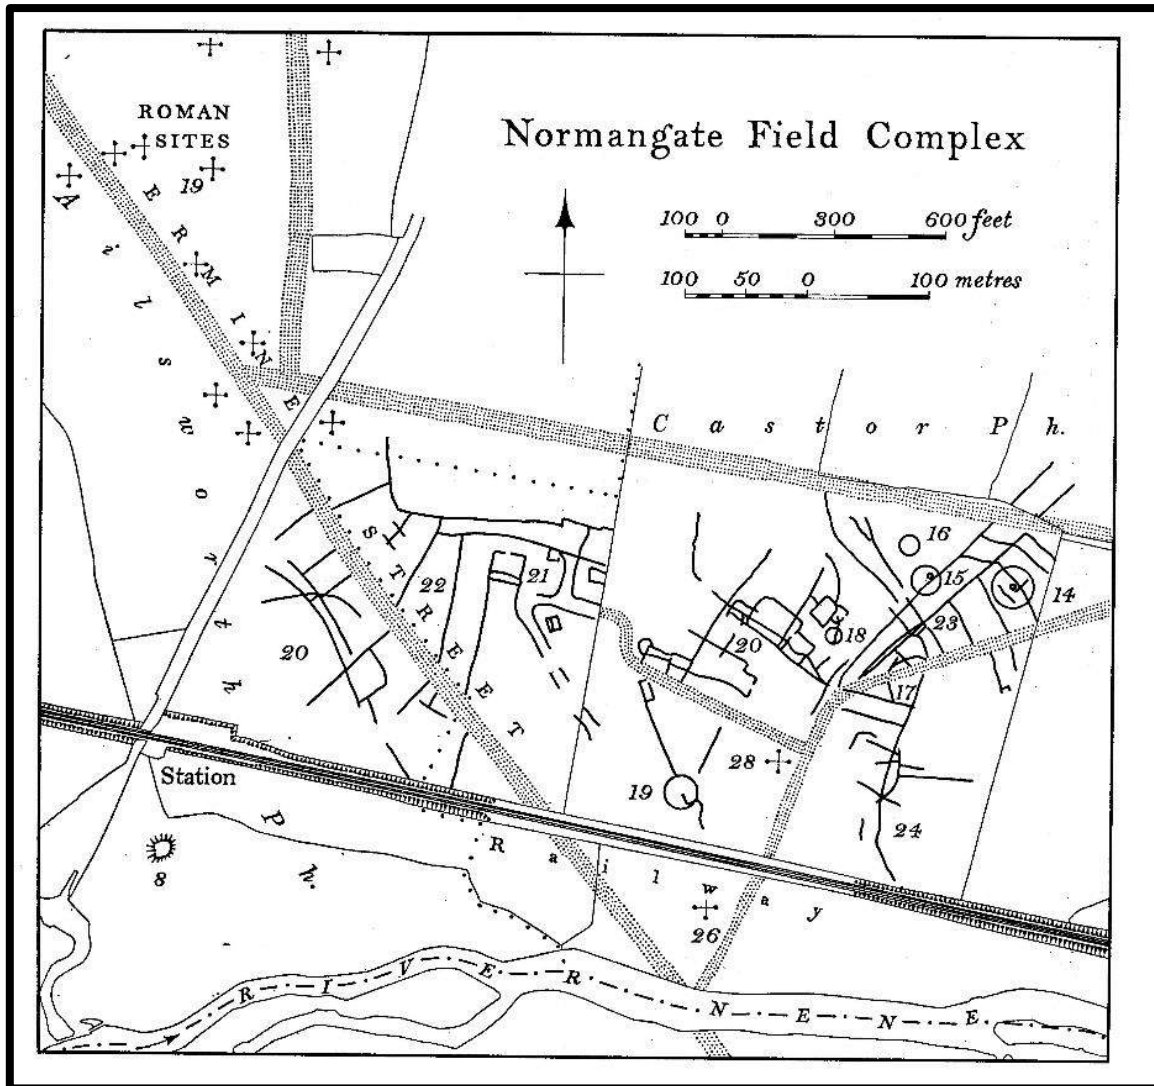 ROMAN
SITES
Normangate Field Complex
100 0 300 600 feet
100 50 0 100 metres
19
ERMINE STREET
Ailsworth Ph.
Castor Ph.
16
15
14
21
22
23
20
20
18
17
28
19
24
Station
8
Railway
26
RIVER NENE